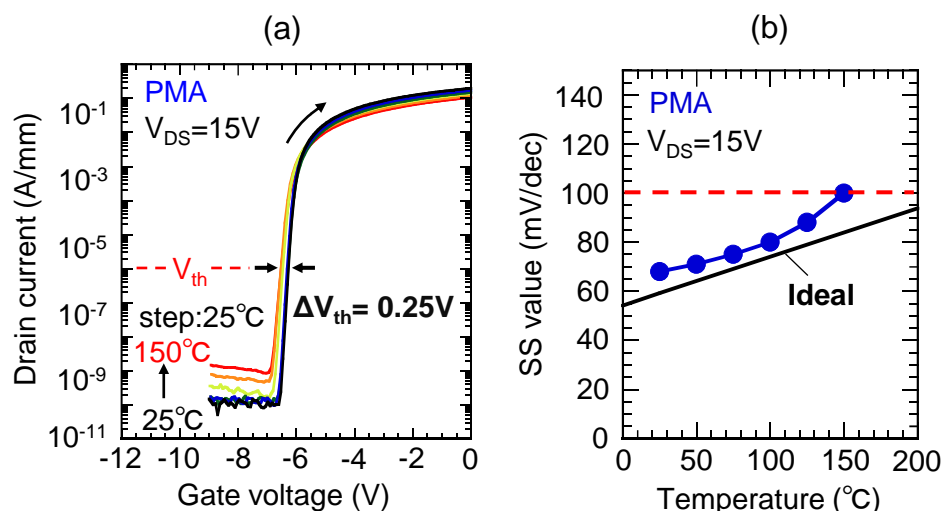 (a)
PMA
V_DS=15V
V_th
ΔV_th= 0.25V
step:25℃
150℃
25℃
10^-1
10^-3
10^-5
10^-7
10^-9
10^-11
Drain current (A/mm)
-12 -10 -8 -6 -4 -2 0
Gate voltage (V)
(b)
PMA
V_DS=15V
Ideal
140
120
100
80
60
40
20
0
SS value (mV/dec)
0 50 100 150 200
Temperature (℃)